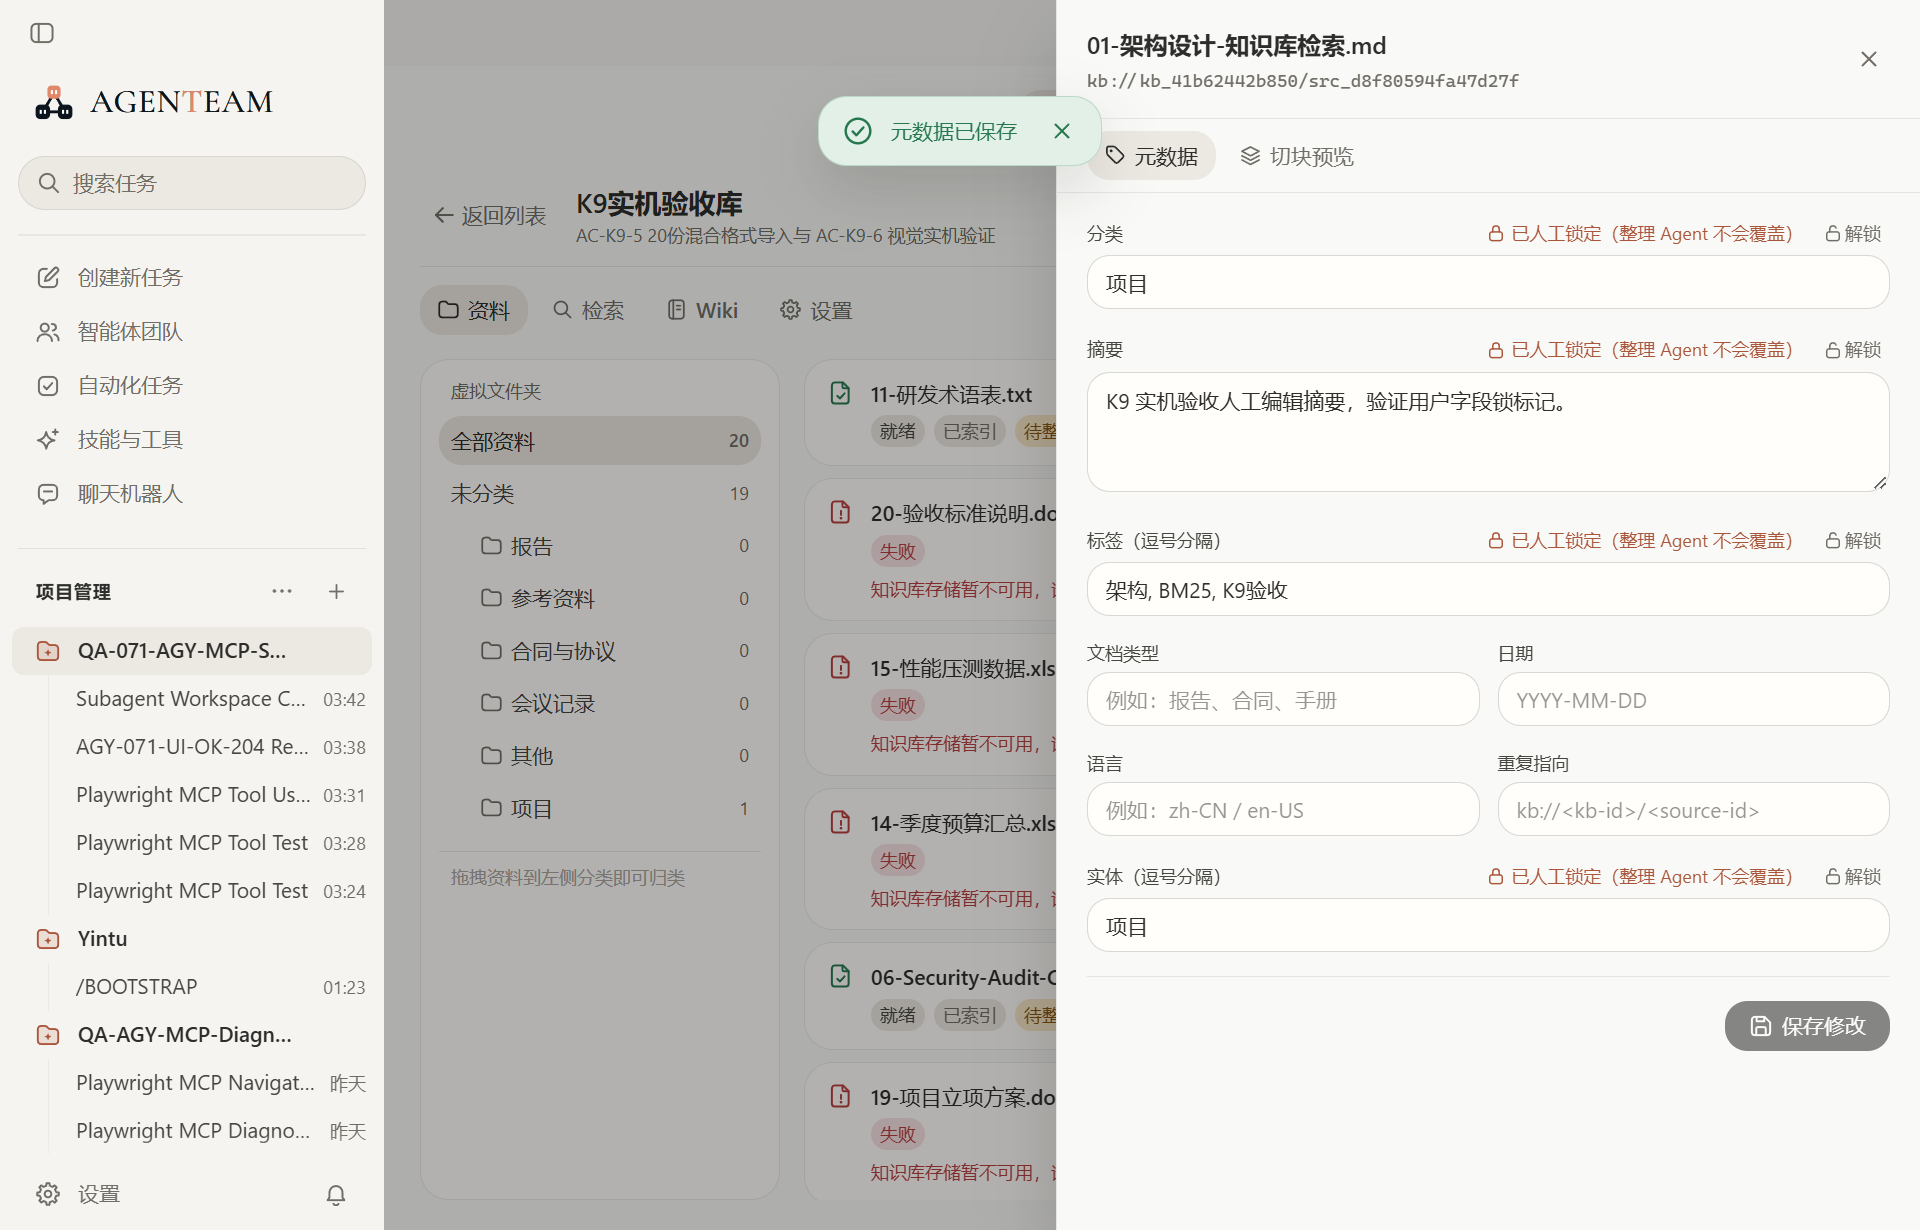 AGENTEAM
搜索任务
创建新任务
智能体团队
自动化任务
技能与工具
聊天机器人
项目管理
QA-071-AGY-MCP-S...
Subagent Workspace C... 03:42
AGY-071-UI-OK-204 Re... 03:38
Playwright MCP Tool Us... 03:31
Playwright MCP Tool Test 03:28
Playwright MCP Tool Test 03:24
Yintu
/BOOTSTRAP 01:23
QA-AGY-MCP-Diagn...
Playwright MCP Navigat... 昨天
Playwright MCP Diagno... 昨天
设置
元数据已保存
返回列表
K9实机验收库
AC-K9-5 20份混合格式导入与 AC-K9-6 视觉实机验证
资料 检索 Wiki 设置
虚拟文件夹
全部资料 20
未分类 19
报告 0
参考资料 0
合同与协议 0
会议记录 0
其他 0
项目 1
拖拽资料到左侧分类即可归类
11-研发术语表.txt
就绪 已索引 待整
20-验收标准说明.do
失败
知识库存储暂不可用，
15-性能压测数据.xls
失败
知识库存储暂不可用，
14-季度预算汇总.xls
失败
知识库存储暂不可用，
06-Security-Audit-C
就绪 已索引 待整
19-项目立项方案.do
失败
知识库存储暂不可用，
01-架构设计-知识库检索.md
kb://kb_41b62442b850/src_d8f80594fa47d27f
元数据 切块预览
分类 已人工锁定（整理 Agent 不会覆盖） 解锁
项目
摘要 已人工锁定（整理 Agent 不会覆盖） 解锁
K9 实机验收人工编辑摘要，验证用户字段锁标记。
标签（逗号分隔） 已人工锁定（整理 Agent 不会覆盖） 解锁
架构, BM25, K9验收
文档类型 日期
例如：报告、合同、手册 YYYY-MM-DD
语言 重复指向
例如：zh-CN / en-US kb://<kb-id>/<source-id>
实体（逗号分隔） 已人工锁定（整理 Agent 不会覆盖） 解锁
项目
保存修改